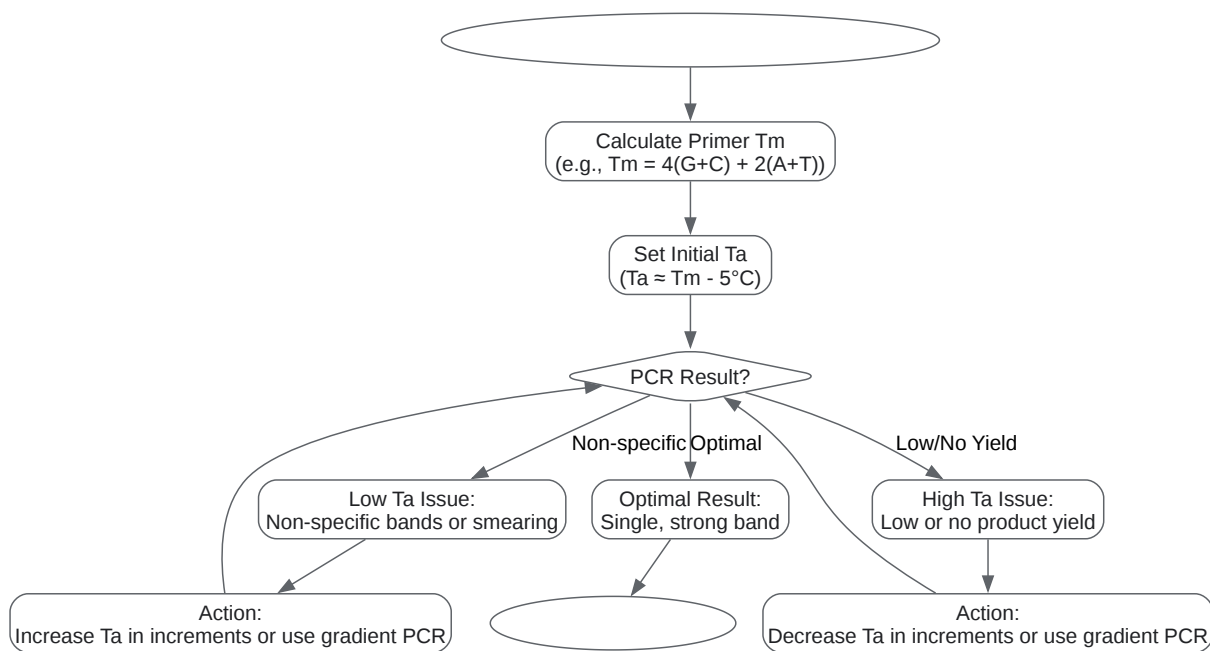 Calculate Primer Tm
(e.g., Tm = 4(G+C) + 2(A+T))
Set Initial Ta
(Ta ≈ Tm - 5°C)
PCR Result?
Non-specific
Optimal
Low/No Yield
Low Ta Issue:
Non-specific bands or smearing
Optimal Result:
Single, strong band
High Ta Issue:
Low or no product yield
Action:
Increase Ta in increments or use gradient PCR
Action:
Decrease Ta in increments or use gradient PCR